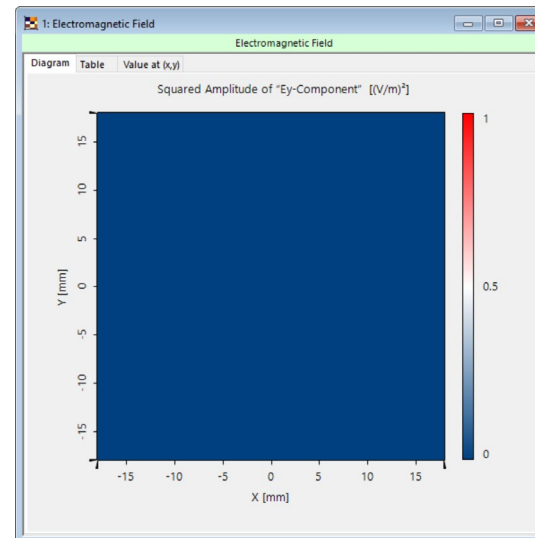 1: Electromagnetic Field
Electromagnetic Field
Diagram Table Value at (x,y)
Squared Amplitude of "Ey-Component" [(V/m)²]
15
10
5
0
-5
-10
-15
Y [mm]
-15 -10 -5 0 5 10 15
X [mm]
1
0.5
0